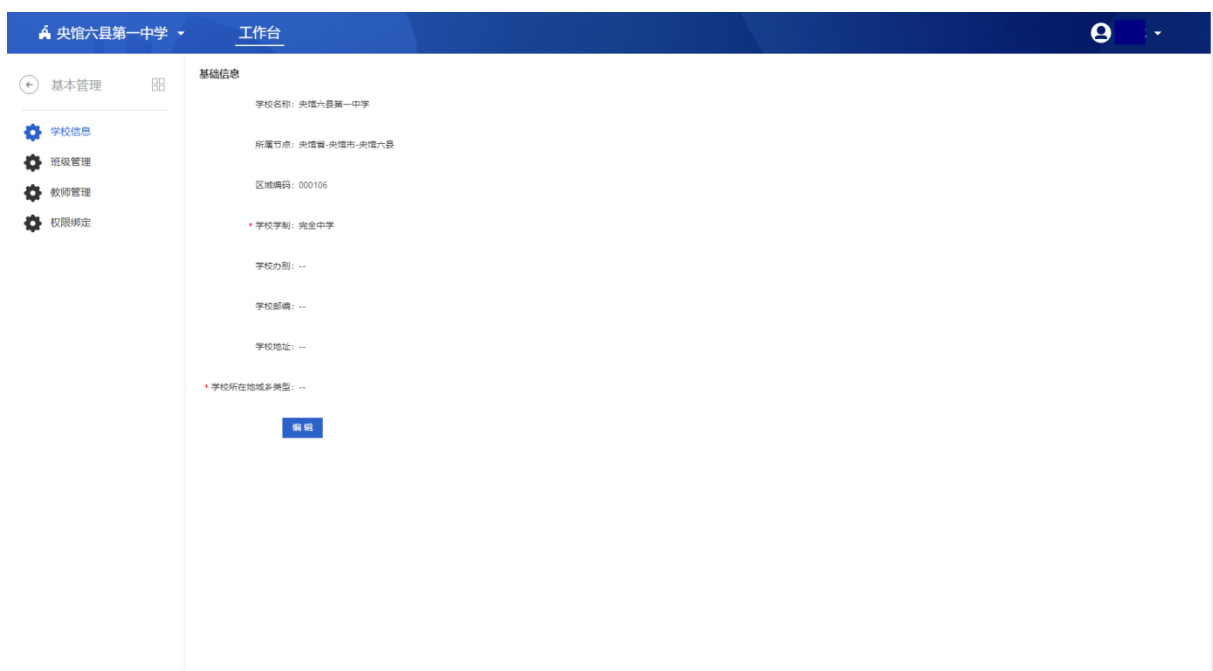 央馆六县第一中学
工作台
基本管理
学校信息
班级管理
教师管理
权限绑定
基础信息
学校名称：央馆六县第一中学
所属节点：央馆省-央馆市-央馆六县
区域编码：000106
* 学校学制：完全中学
学校办别：--
学校邮编：--
学校地址：--
* 学校所在地城乡类型：--
编 辑